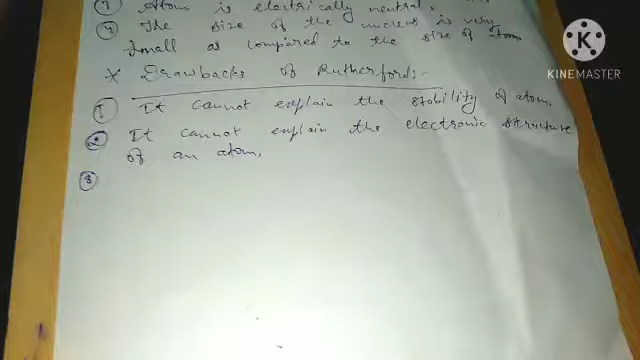 ③ Atom is electrically neutral.
④ The size of the nucleus is very
small as compared to the size of atom
* Drawbacks of Rutherford:-
① It cannot explain the stability of atom.
② It cannot explain the electronic structure
of an atom.
③
K
KINEMASTER